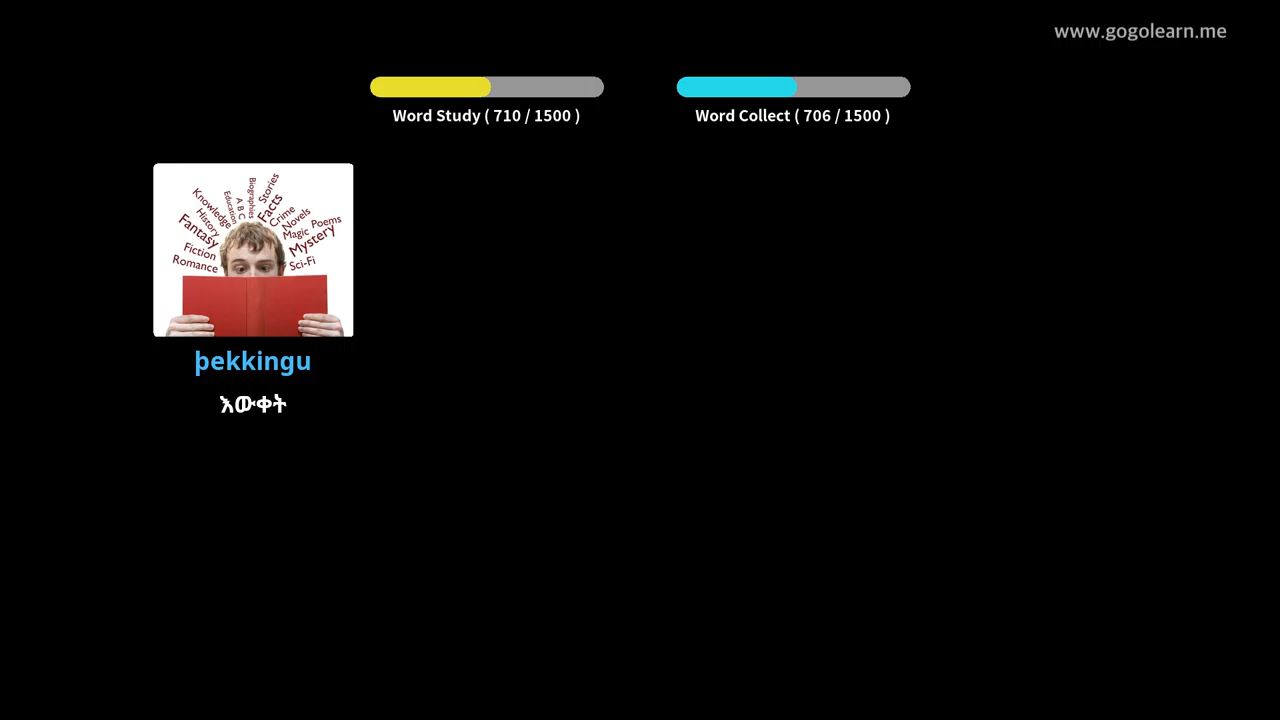 www.gogolearn.me
Word Study ( 710 / 1500 )
Word Collect ( 706 / 1500 )
Knowledge
History
Fantasy
Fiction
Romance
Education
A B C
Biographies
Stories
Facts
Crime
Novels
Magic
Poems
Mystery
Sci-Fi
þekkingu
እውቀት